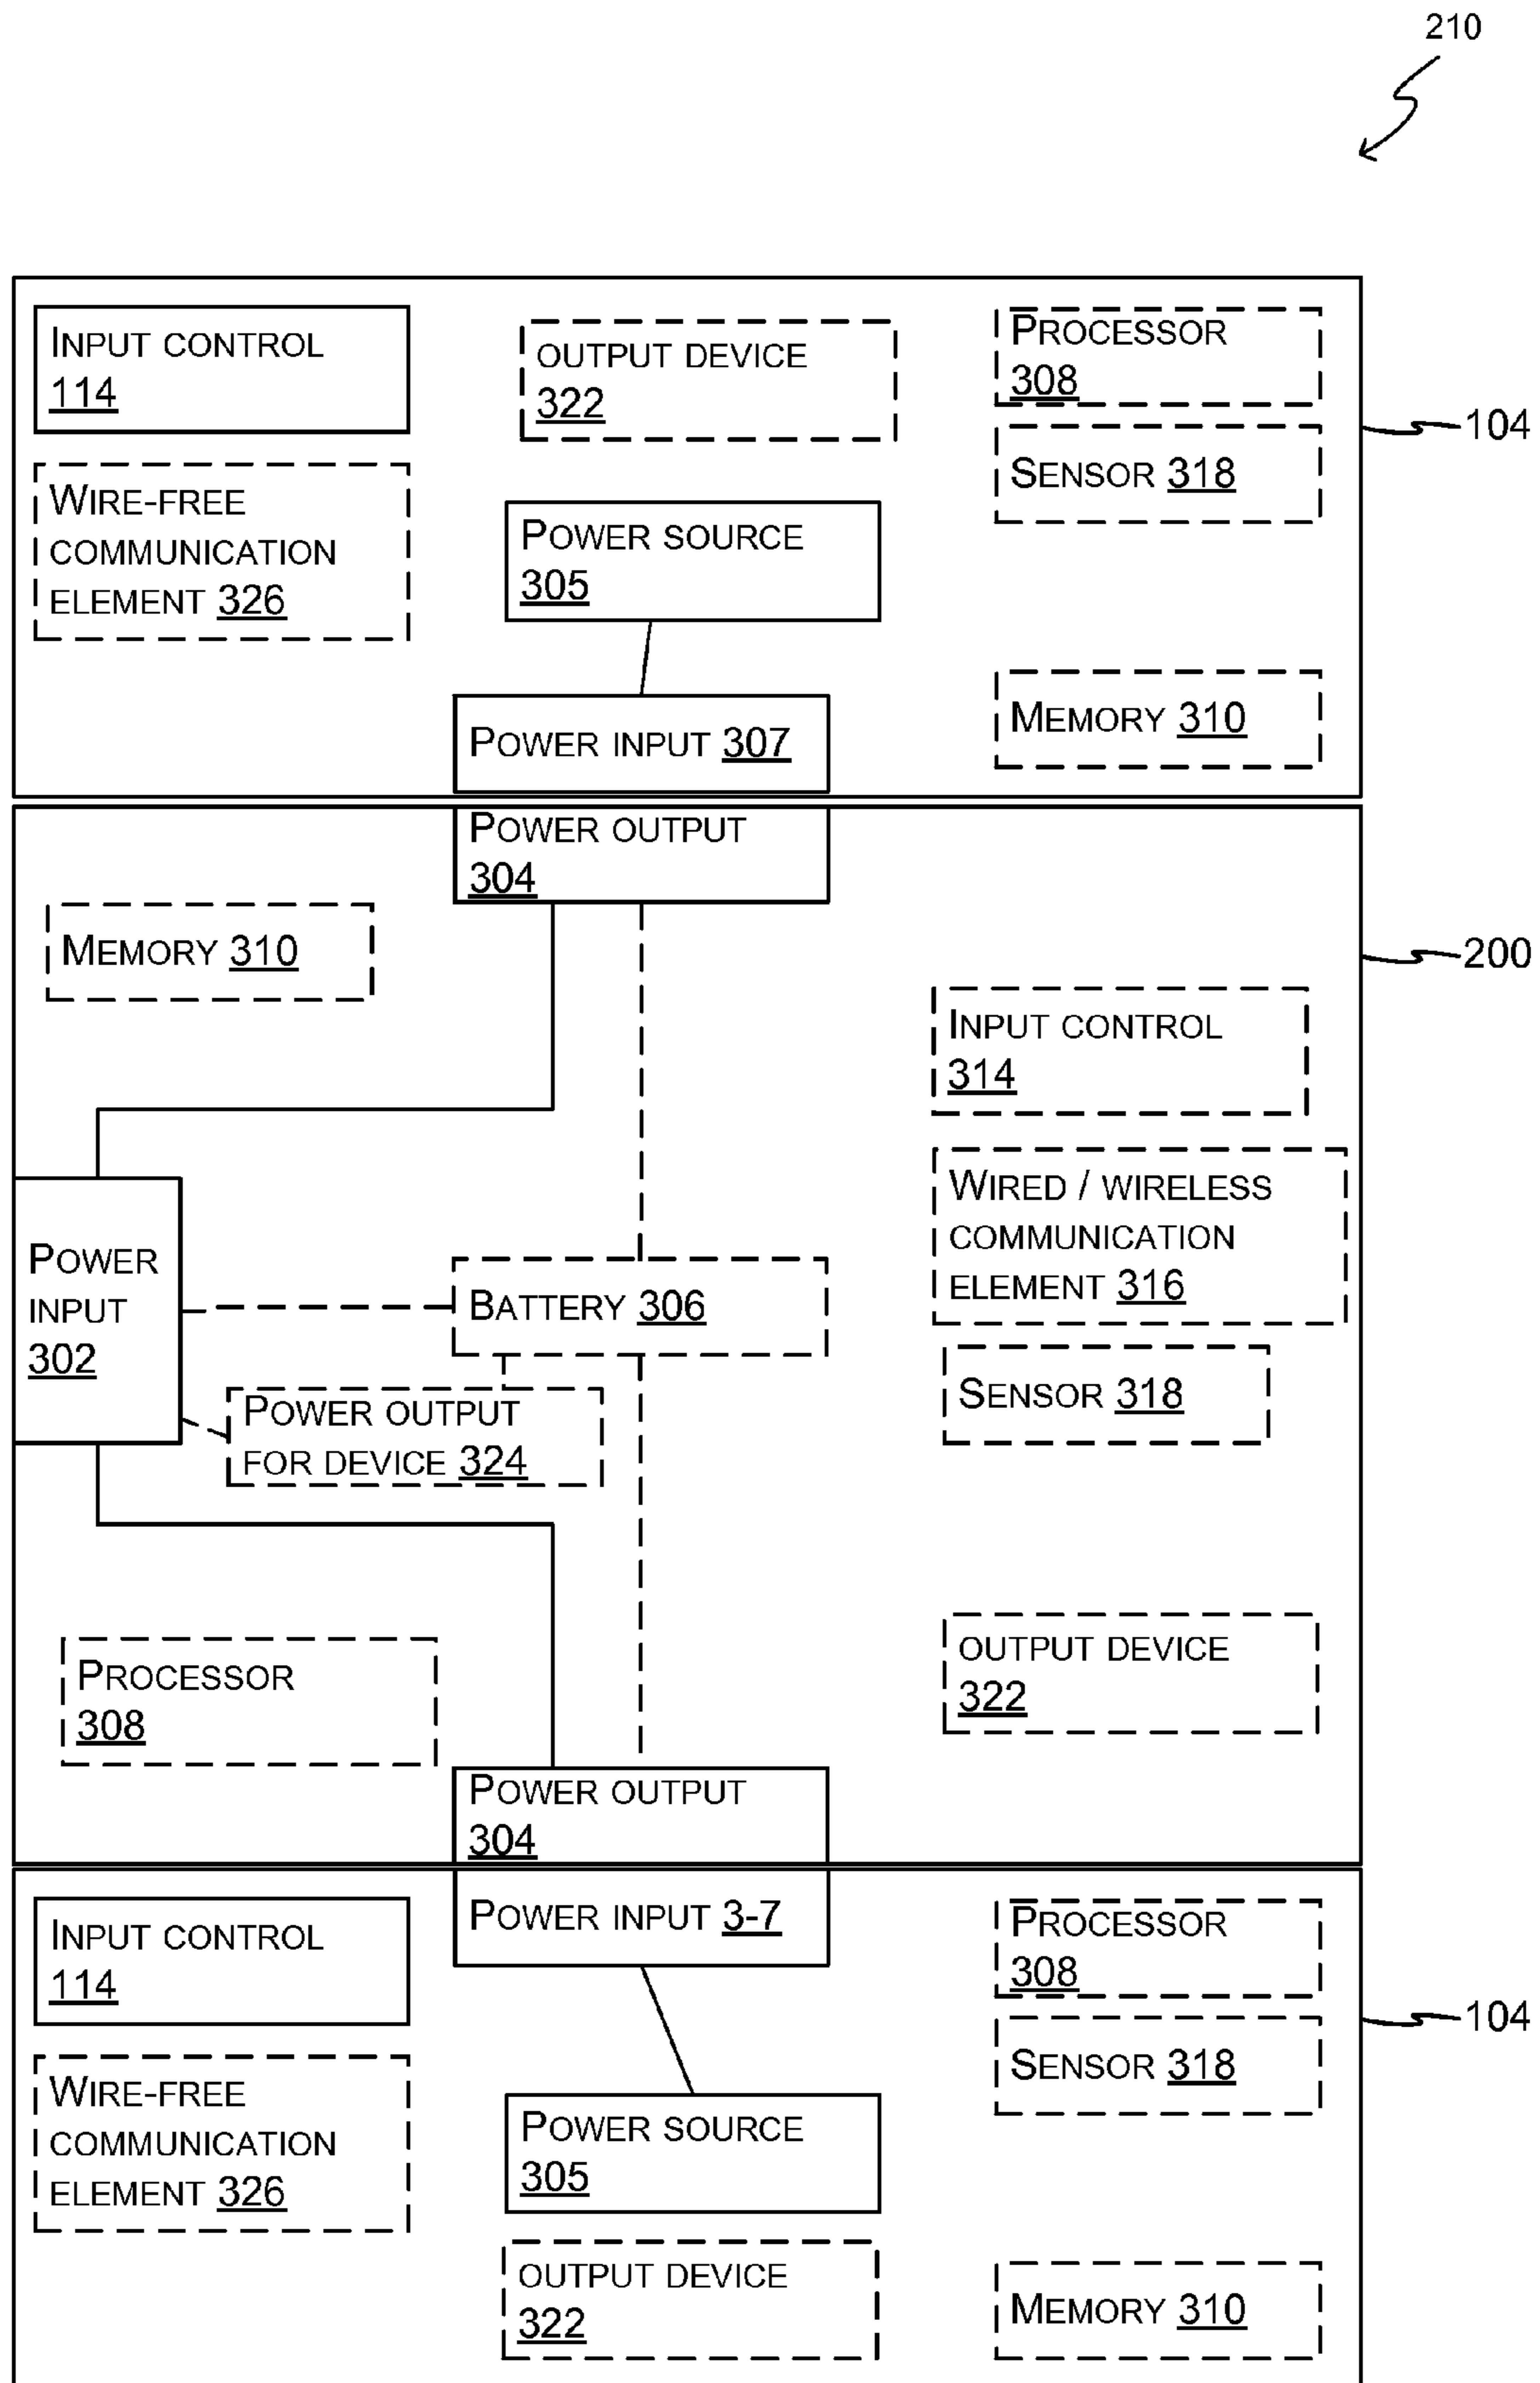 210
INPUT CONTROL
114
OUTPUT DEVICE
322
PROCESSOR
308
104
SENSOR 318
WIRE-FREE
COMMUNICATION
ELEMENT 326
POWER SOURCE
305
MEMORY 310
POWER INPUT 307
POWER OUTPUT
304
MEMORY 310
200
INPUT CONTROL
314
WIRED / WIRELESS
COMMUNICATION
ELEMENT 316
POWER
INPUT
302
BATTERY 306
SENSOR 318
POWER OUTPUT
FOR DEVICE 324
PROCESSOR
308
OUTPUT DEVICE
322
POWER OUTPUT
304
INPUT CONTROL
114
POWER INPUT 3-7
PROCESSOR
308
104
SENSOR 318
WIRE-FREE
COMMUNICATION
ELEMENT 326
POWER SOURCE
305
OUTPUT DEVICE
322
MEMORY 310